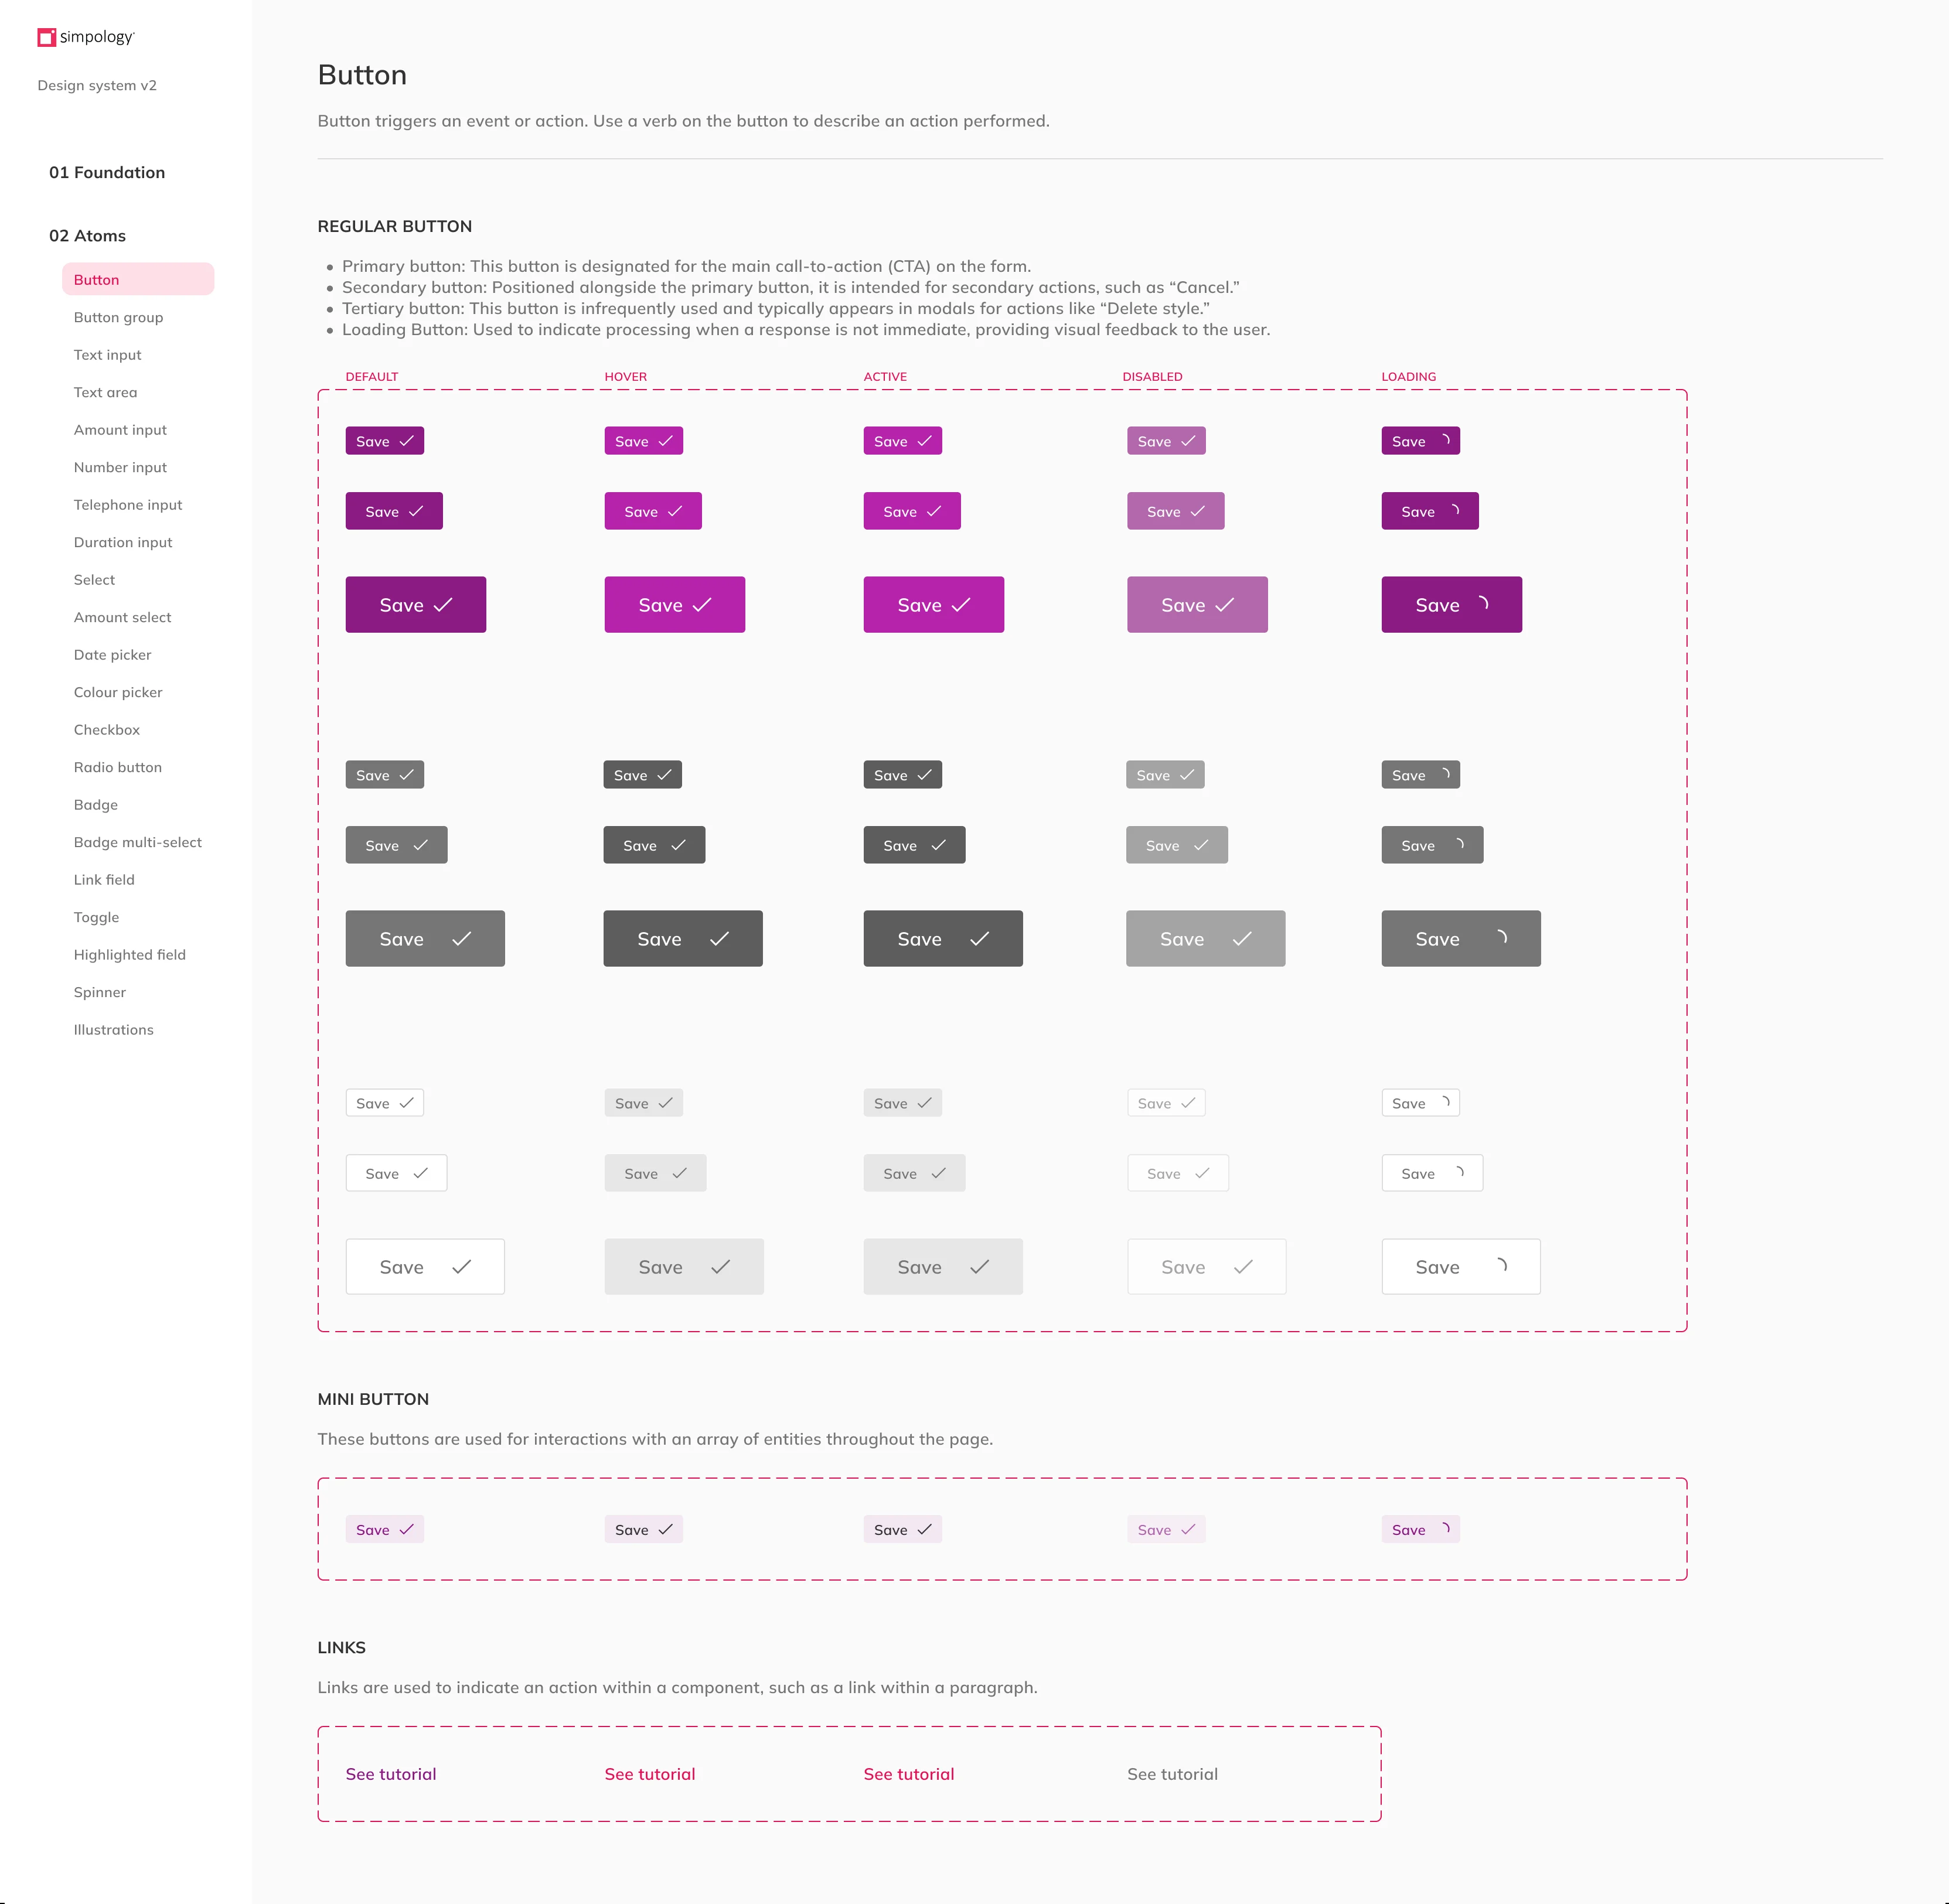 simpology
Design system v2
01 Foundation
02 Atoms
Button
Button group
Text input
Text area
Amount input
Number input
Telephone input
Duration input
Select
Amount select
Date picker
Colour picker
Checkbox
Radio button
Badge
Badge multi-select
Link field
Toggle
Highlighted field
Spinner
Illustrations
Button
Button triggers an event or action. Use a verb on the button to describe an action performed.
REGULAR BUTTON
• Primary button: This button is designated for the main call-to-action (CTA) on the form.
• Secondary button: Positioned alongside the primary button, it is intended for secondary actions, such as “Cancel.”
• Tertiary button: This button is infrequently used and typically appears in modals for actions like “Delete style.”
• Loading Button: Used to indicate processing when a response is not immediate, providing visual feedback to the user.
DEFAULT HOVER ACTIVE DISABLED LOADING
Save Save Save Save Save
Save Save Save Save Save
Save Save Save Save Save
Save Save Save Save Save
Save Save Save Save Save
Save Save Save Save Save
Save Save Save Save Save
Save Save Save Save Save
Save Save Save Save Save
MINI BUTTON
These buttons are used for interactions with an array of entities throughout the page.
Save Save Save Save Save
LINKS
Links are used to indicate an action within a component, such as a link within a paragraph.
See tutorial See tutorial See tutorial See tutorial